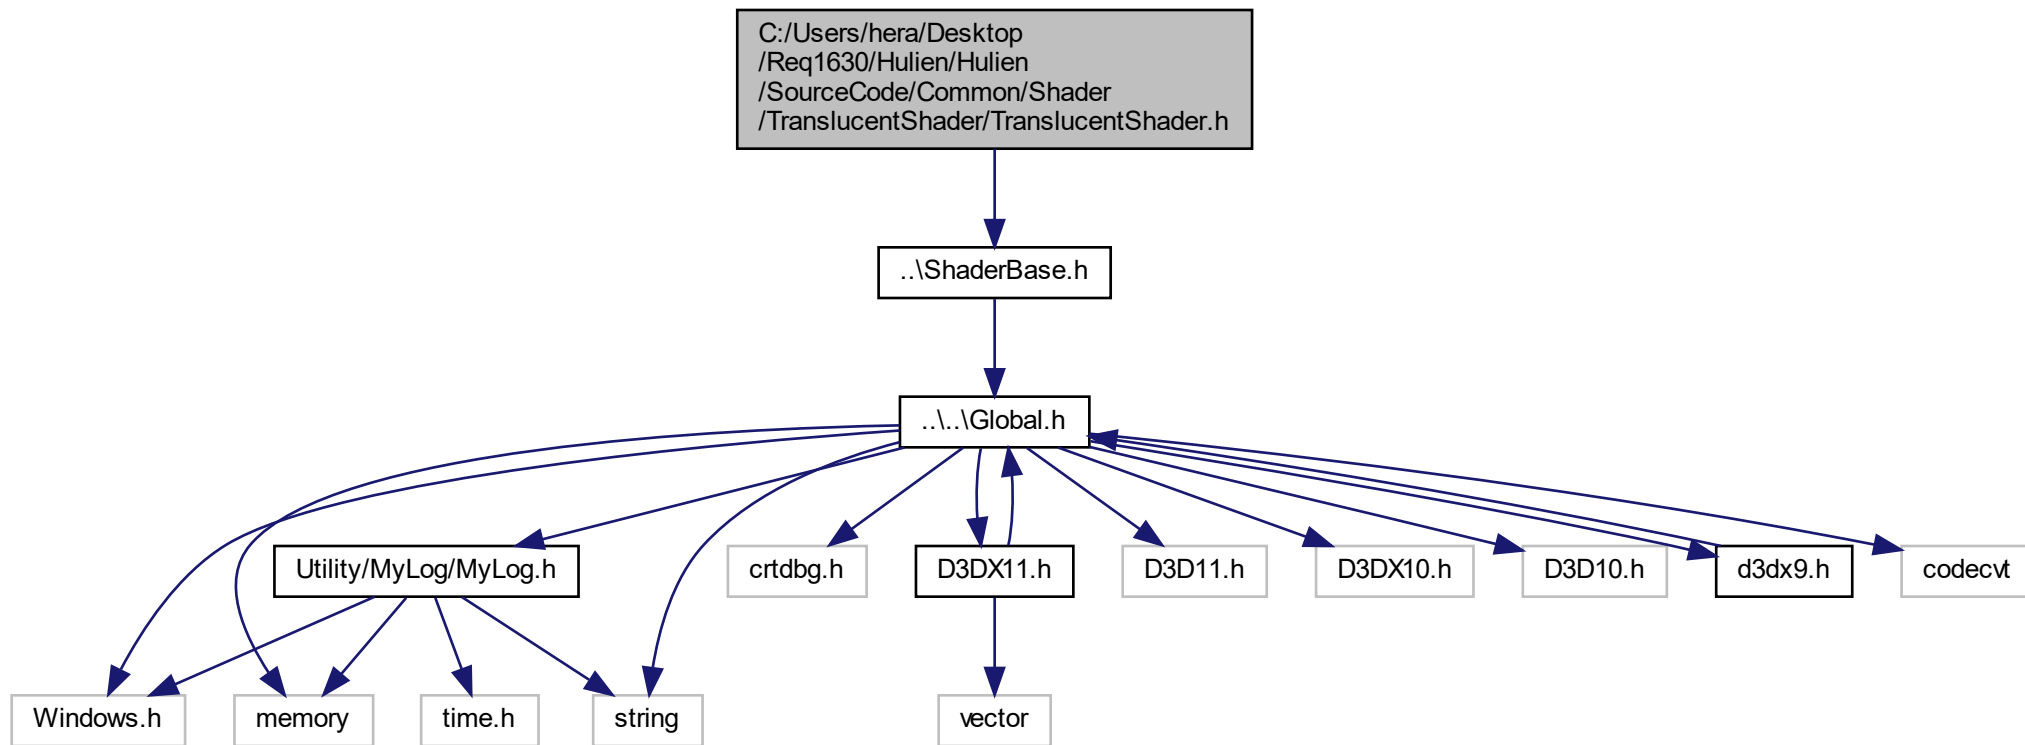 C:/Users/hera/Desktop
/Req1630/Hulien/Hulien
/SourceCode/Common/Shader
/TranslucentShader/TranslucentShader.h
..\ShaderBase.h
..\..\Global.h
Utility/MyLog/MyLog.h
crtdbg.h
D3DX11.h
D3D11.h
D3DX10.h
D3D10.h
d3dx9.h
codecvt
Windows.h
memory
time.h
string
vector